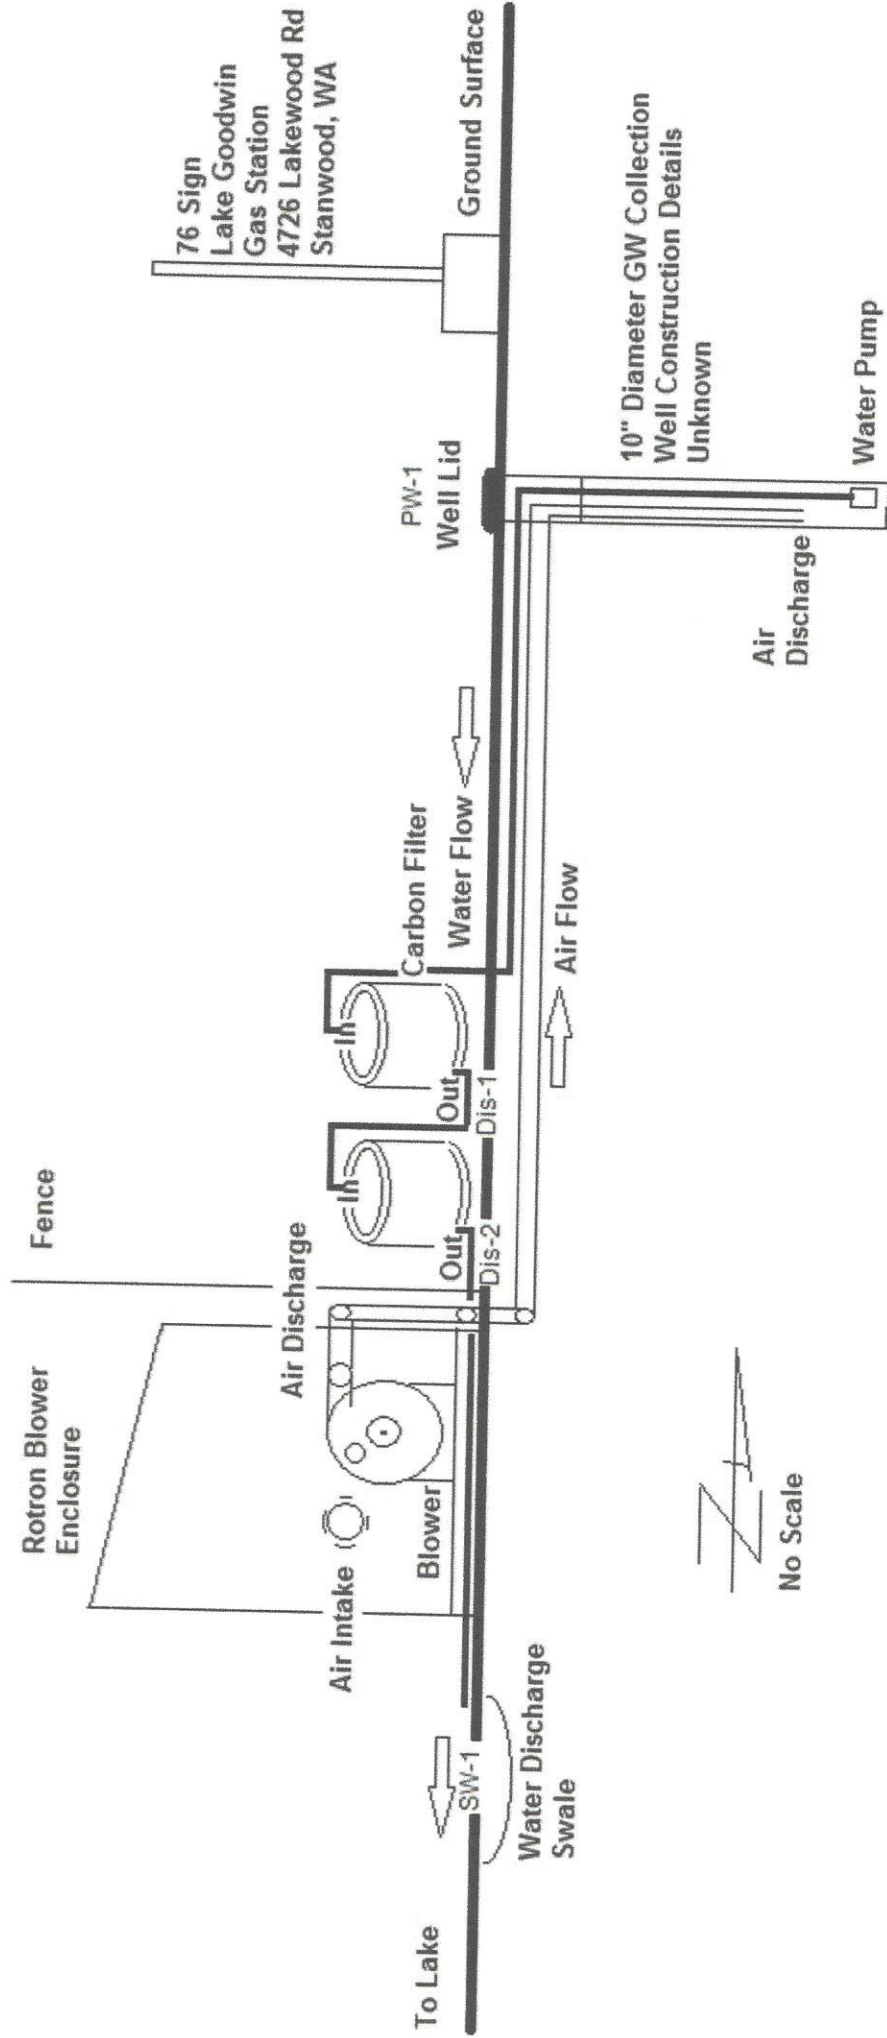 76 Sign
Lake Goodwin
Gas Station
4726 Lakewood Rd
Stanwood, WA
Ground Surface
PW-1
Well Lid
10" Diameter GW Collection
Well Construction Details
Unknown
Water Pump
Air
Discharge
Water Flow
Carbon Filter
Air Flow
In
Out
Dis-1
In
Out
Dis-2
Fence
Air Discharge
Rotron Blower
Enclosure
Air Intake
Blower
SW-1
Water Discharge
Swale
To Lake
N
No Scale